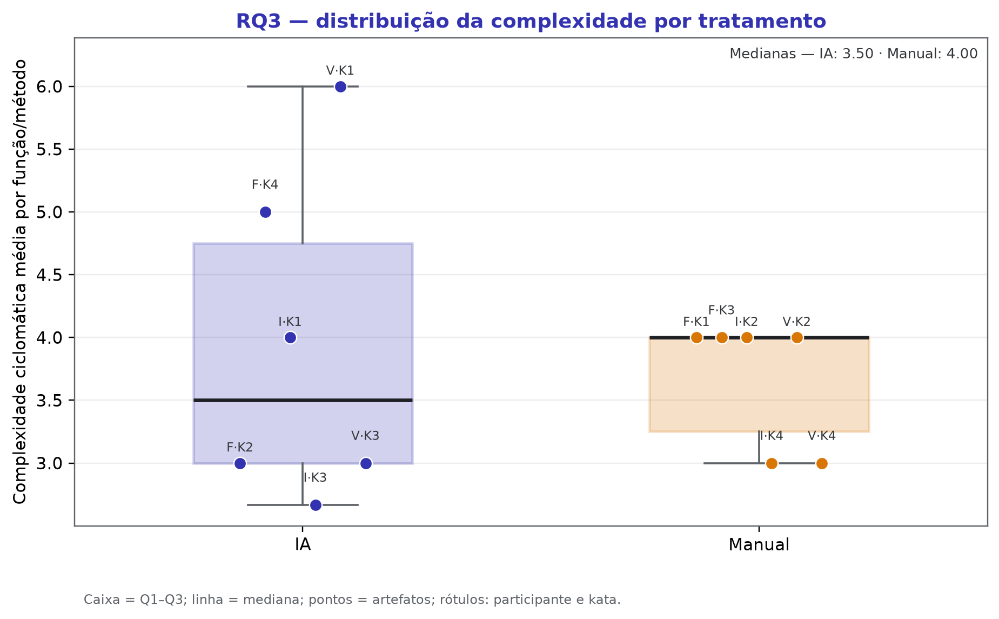 RQ3 — distribuição da complexidade por tratamento
Medianas — IA: 3.50 · Manual: 4.00
Complexidade ciclomática média por função/método
6.0
5.5
5.0
4.5
4.0
3.5
3.0
V·K1
F·K4
I·K1
F·K2
V·K3
I·K3
F·K1
F·K3
I·K2
V·K2
I·K4
V·K4
IA
Manual
Caixa = Q1–Q3; linha = mediana; pontos = artefatos; rótulos: participante e kata.